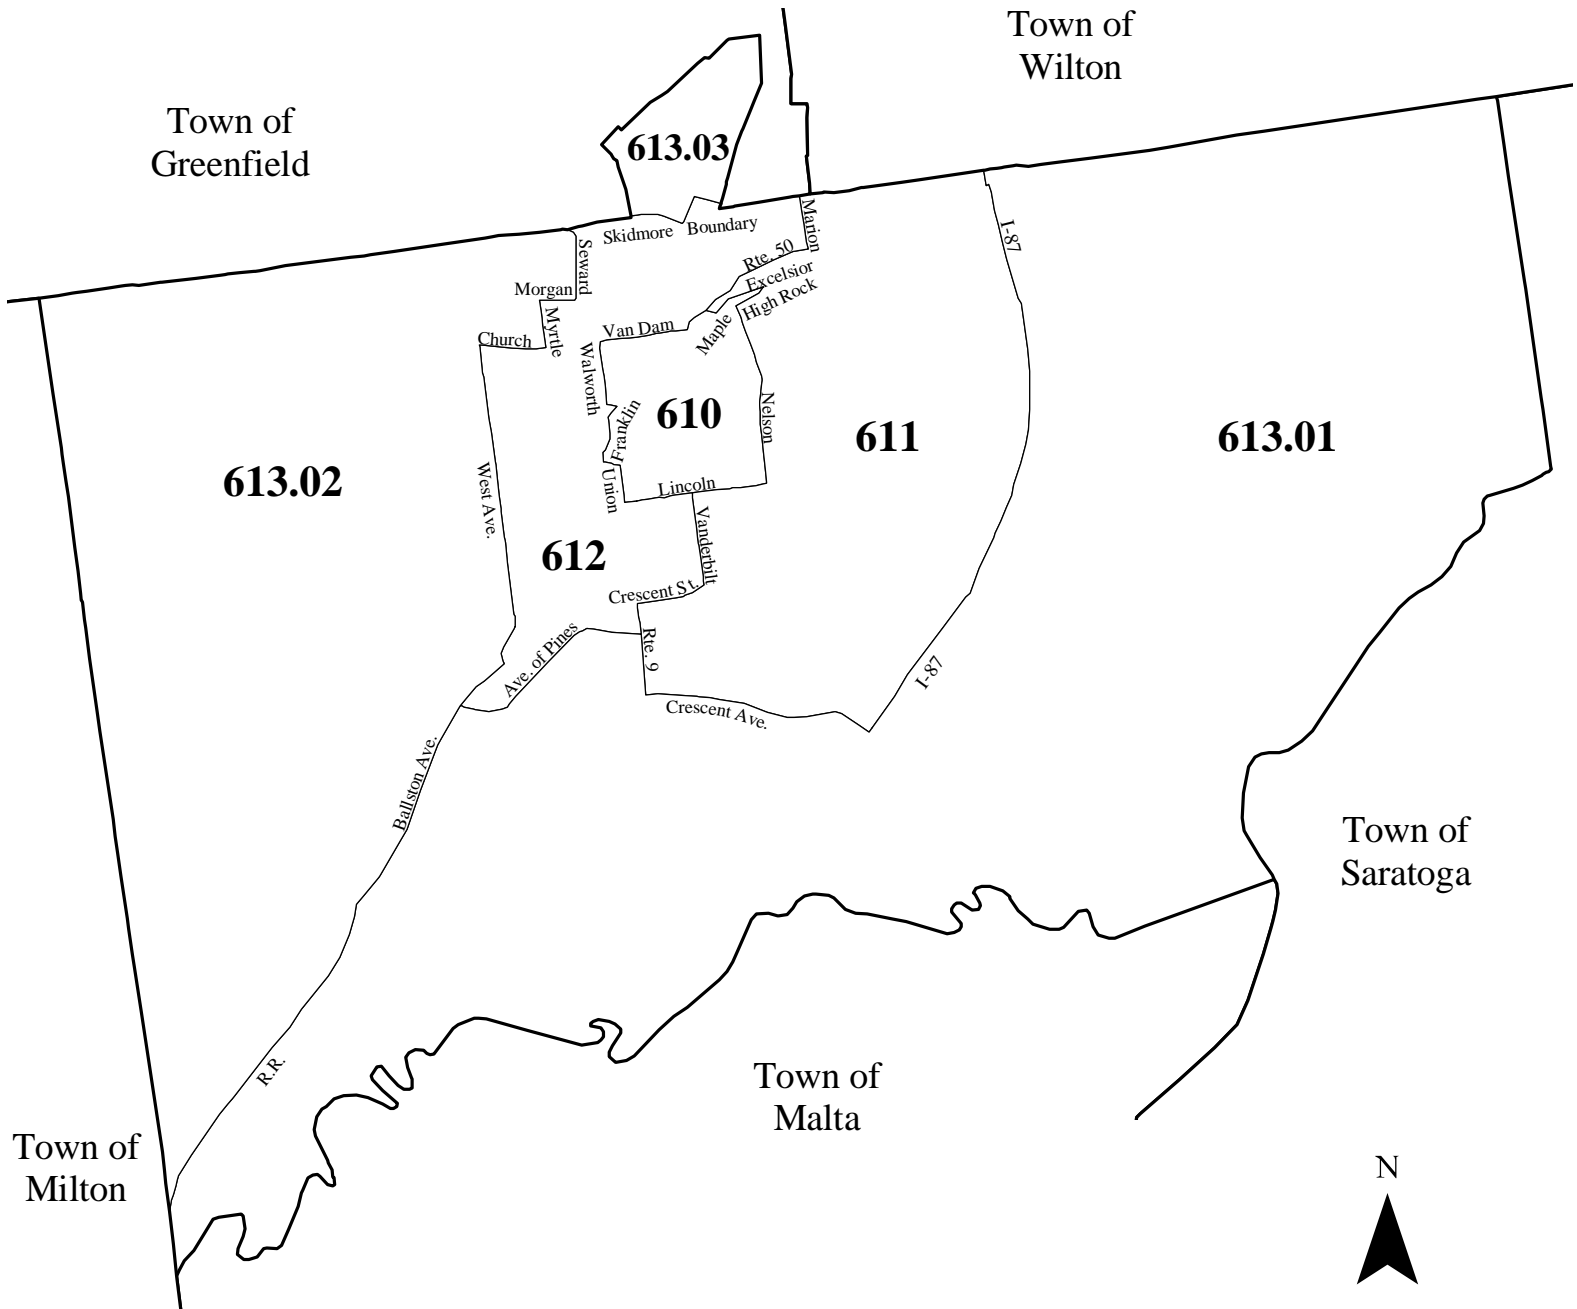 Town of
Wilton
Town of
Greenfield
613.03
Marion
Skidmore Boundary
I-87
Seward
Rte. 50
Excelsior
High Rock
Morgan
Myrtle
Van Dam
Maple
Church
Walworth
Franklin
610
Nelson
611
613.01
613.02
West Ave.
Union
Lincoln
Vanderbilt
612
Crescent St.
Ave. of Pines
Rte. 9
I-87
Crescent Ave.
Ballston Ave.
Town of
Saratoga
R.R.
Town of
Malta
Town of
Milton
N